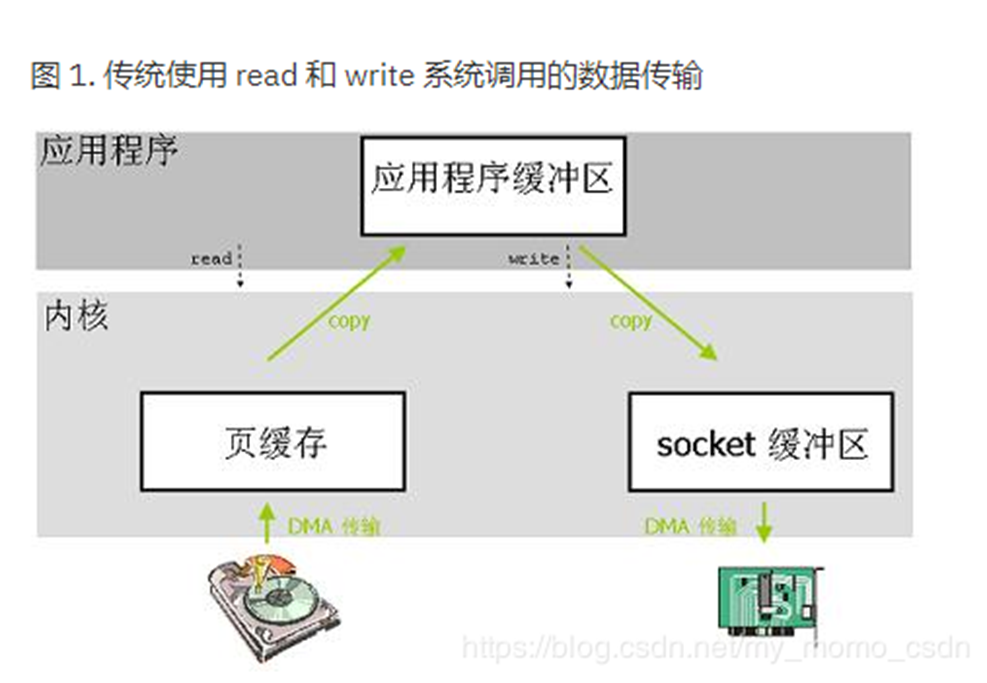 图 1. 传统使用 read 和 write 系统调用的数据传输
应用程序
应用程序缓冲区
read
write
内核
copy
copy
页缓存
socket 缓冲区
DMA 传输
DMA 传输
https://blog.csdn.net/my_momo_csdn